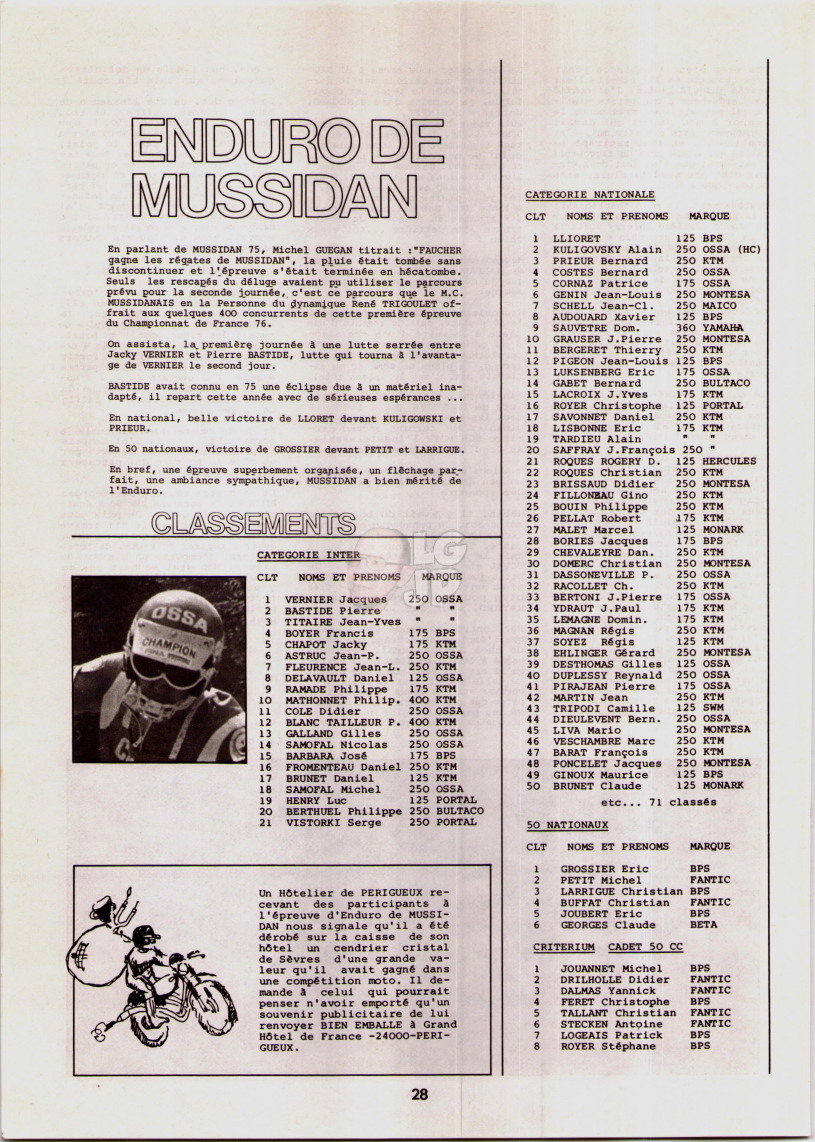 ENDURO DE
MUSSIDAN
En parlant de MUSSIDAN 75, Michel GUEGAN titrait :"FAUCHER
gagne les régates de MUSSIDAN", la pluie était tombée sans
discontinuer et l'épreuve s'était terminée en hécatombe.
Seuls les rescapés du déluge avaient pu utiliser le parcours
prévu pour la seconde journée, c'est ce parcours que le M.C.
MUSSIDANAIS en la Personne du dynamique René TRIGOULET of-
frait aux quelques 400 concurrents de cette première épreuve
du Championnat de France 76.
On assista, la première journée à une lutte serrée entre
Jacky VERNIER et Pierre BASTIDE, lutte qui tourna à l'avanta-
ge de VERNIER le second jour.
BASTIDE avait connu en 75 une éclipse due à un matériel ina-
dapté, il repart cette année avec de sérieuses espérances ...
En national, belle victoire de LLORET devant KULIGOWSKI et
PRIEUR.
En 50 nationaux, victoire de GROSSIER devant PETIT et LARRIGUE.
En bref, une épreuve superbement organisée, un flêchage par-
fait, une ambiance sympathique, MUSSIDAN a bien mérité de
l'Enduro.
CLASSEMENTS
CATEGORIE INTER
CLT NOMS ET PRENOMS MARQUE
1 VERNIER Jacques 250 OSSA
2 BASTIDE Pierre " "
3 TITAIRE Jean-Yves " "
4 BOYER Francis 175 BPS
5 CHAPOT Jacky 175 KTM
6 ASTRUC Jean-P. 250 OSSA
7 FLEURENCE Jean-L. 250 KTM
8 DELAVAULT Daniel 125 OSSA
9 RAMADE Philippe 175 KTM
10 MATHONNET Philip. 400 KTM
11 COLE Didier 250 OSSA
12 BLANC TAILLEUR P. 400 KTM
13 GALLAND Gilles 250 OSSA
14 SAMOFAL Nicolas 250 OSSA
15 BARBARA José 175 BPS
16 FROMENTEAU Daniel 250 KTM
17 BRUNET Daniel 125 KTM
18 SAMOFAL Michel 250 OSSA
19 HENRY Luc 125 PORTAL
20 BERTHUEL Philippe 250 BULTACO
21 VISTORKI Serge 250 PORTAL
OSSA
CHAMPION
Un Hôtelier de PERIGUEUX re-
cevant des participants à
l'épreuve d'Enduro de MUSSI-
DAN nous signale qu'il a été
dérobé sur la caisse de son
hôtel un cendrier cristal
de Sèvres d'une grande va-
leur qu'il avait gagné dans
une compétition moto. Il de-
mande à celui qui pourrait
penser n'avoir emporté qu'un
souvenir publicitaire de lui
renvoyer BIEN EMBALLE à Grand
Hôtel de France -24000-PERI-
GUEUX.
CATEGORIE NATIONALE
CLT NOMS ET PRENOMS MARQUE
1 LLIORET 125 BPS
2 KULIGOVSKY Alain 250 OSSA (HC)
3 PRIEUR Bernard 250 KTM
4 COSTES Bernard 250 OSSA
5 CORNAZ Patrice 175 OSSA
6 GENIN Jean-Louis 250 MONTESA
7 SCHELL Jean-Cl. 250 MAICO
8 AUDOUARD Xavier 125 BPS
9 SAUVETRE Dom. 360 YAMAHA
10 GRAUSER J.Pierre 250 MONTESA
11 BERGERET Thierry 250 KTM
12 PIGEON Jean-Louis 125 BPS
13 LUKSENBERG Eric 175 OSSA
14 GABET Bernard 250 BULTACO
15 LACROIX J.Yves 175 KTM
16 ROYER Christophe 125 PORTAL
17 SAVONNET Daniel 250 KTM
18 LISBONNE Eric 175 KTM
19 TARDIEU Alain " "
20 SAFFRAY J.François 250 "
21 ROQUES ROGERY D. 125 HERCULES
22 ROQUES Christian 250 KTM
23 BRISSAUD Didier 250 MONTESA
24 FILLONEAU Gino 250 KTM
25 BOUIN Philippe 250 KTM
26 PELLAT Robert 175 KTM
27 MALET Marcel 125 MONARK
28 BORIES Jacques 175 BPS
29 CHEVALEYRE Dan. 250 KTM
30 DOMERC Christian 250 MONTESA
31 DASSONEVILLE P. 250 OSSA
32 RACOLLET Ch. 250 KTM
33 BERTONI J.Pierre 175 OSSA
34 YDRAUT J.Paul 175 KTM
35 LEMAGNE Domin. 175 KTM
36 MAGNAN Régis 250 KTM
37 SOYEZ Régis 125 KTM
38 EHLINGER Gérard 250 MONTESA
39 DESTHOMAS Gilles 125 OSSA
40 DUPLESSY Reynald 250 OSSA
41 PIRAJEAN Pierre 175 OSSA
42 MARTIN Jean 250 KTM
43 TRIPODI Camille 125 SWM
44 DIEULEVENT Bern. 250 OSSA
45 LIVA Mario 250 MONTESA
46 VESCHAMBRE Marc 250 KTM
47 BARAT François 250 KTM
48 PONCELET Jacques 250 MONTESA
49 GINOUX Maurice 125 BPS
50 BRUNET Claude 125 MONARK
etc... 71 classés
50 NATIONAUX
CLT NOMS ET PRENOMS MARQUE
1 GROSSIER Eric BPS
2 PETIT Michel FANTIC
3 LARRIGUE Christian BPS
4 BUFFAT Christian FANTIC
5 JOUBERT Eric BPS
6 GEORGES Claude BETA
CRITERIUM CADET 50 CC
1 JOUANNET Michel BPS
2 DRILHOLLE Didier FANTIC
3 DALMAS Yannick FANTIC
4 FERET Christophe BPS
5 TALLANT Christian FANTIC
6 STECKEN Antoine FANTIC
7 LOGEAIS Patrick BPS
8 ROYER Stéphane BPS
28